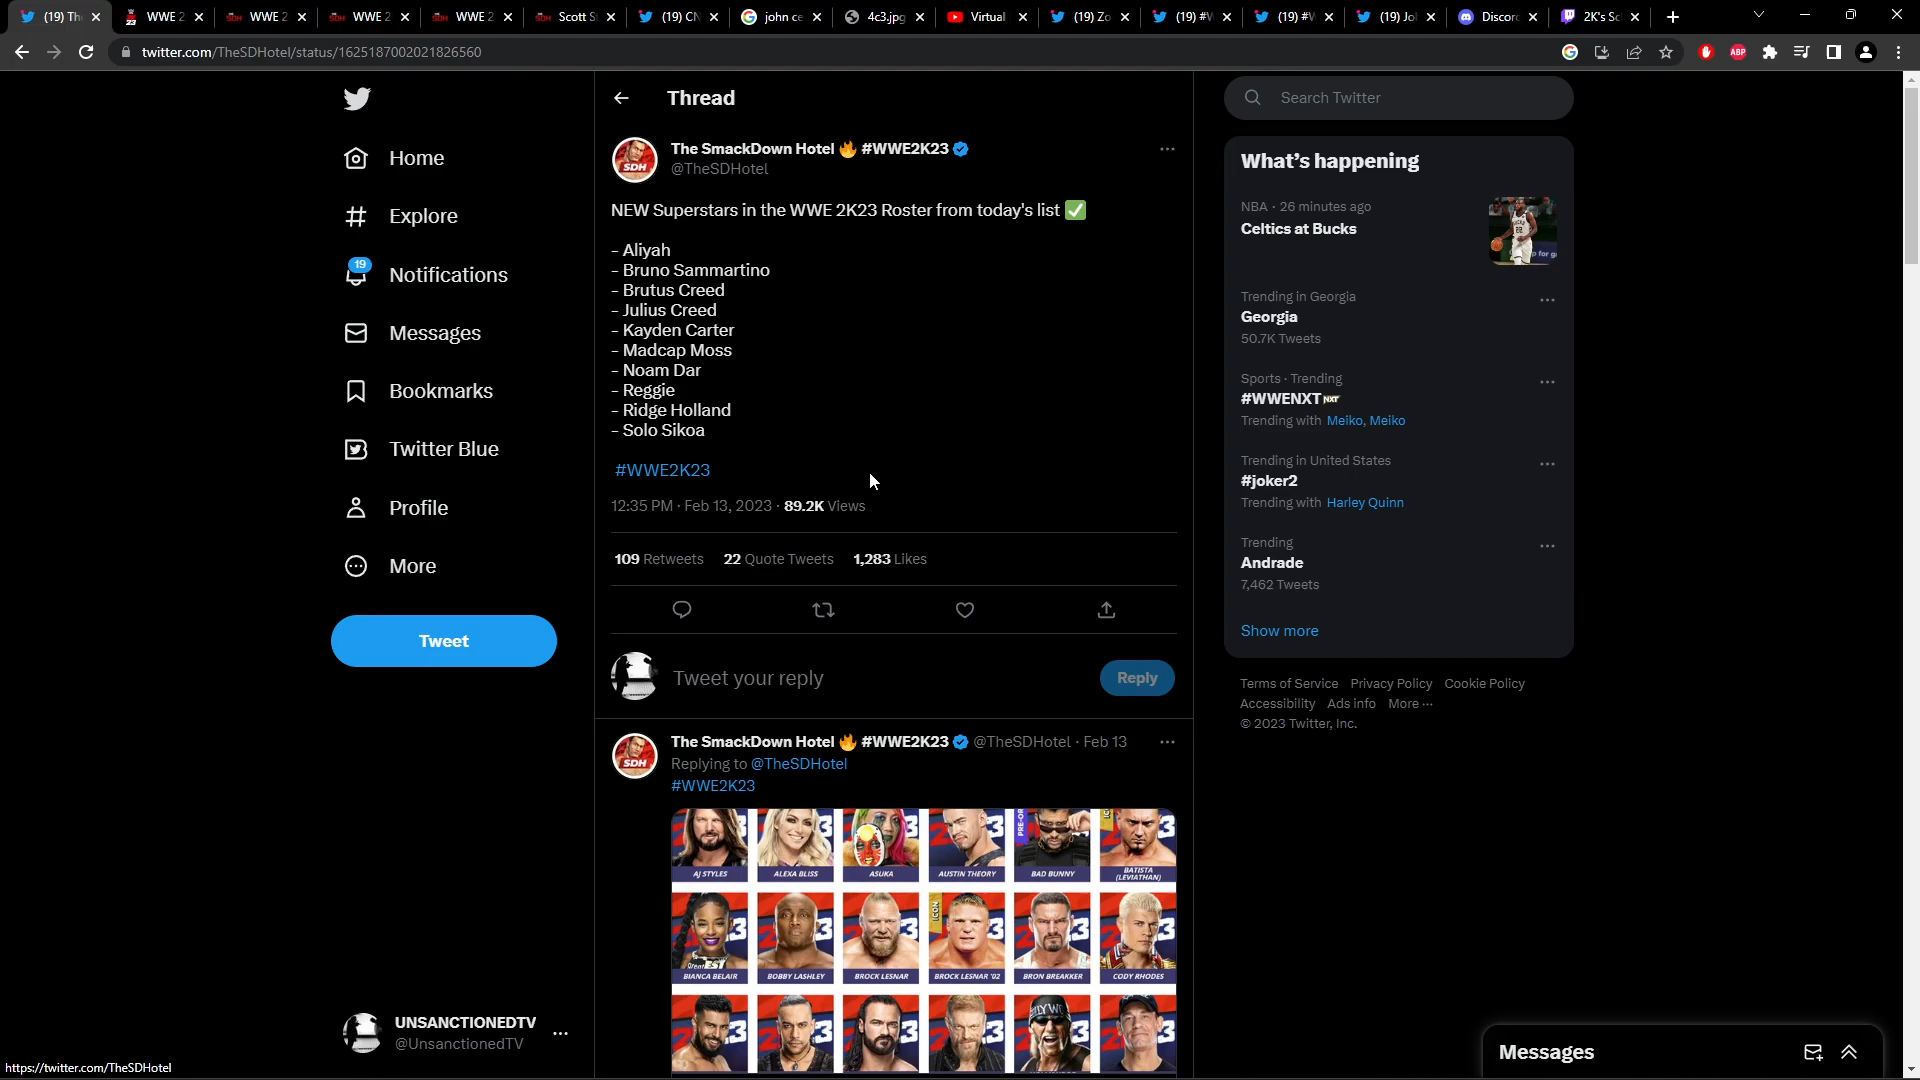 (19) Th
WWE 2
WWE 2
WWE 2
WWE 2
Scott S
(19) CN
john ce
4c3.jpg
Virtual
(19) Zo
(19) #W
(19) #W
(19) Jo
Discor
2K's Sc
twitter.com/TheSDHotel/status/1625187002021826560
Home
Explore
19
Notifications
Messages
Bookmarks
Twitter Blue
Profile
More
Tweet
UNSANCTIONEDTV
@UnsanctionedTV
https://twitter.com/TheSDHotel
Thread
SDH
The SmackDown Hotel 🔥 #WWE2K23
@TheSDHotel
NEW Superstars in the WWE 2K23 Roster from today's list ✅
- Aliyah
- Bruno Sammartino
- Brutus Creed
- Julius Creed
- Kayden Carter
- Madcap Moss
- Noam Dar
- Reggie
- Ridge Holland
- Solo Sikoa
#WWE2K23
12:35 PM · Feb 13, 2023 · 89.2K Views
109 Retweets 22 Quote Tweets 1,283 Likes
Tweet your reply
Reply
SDH
The SmackDown Hotel 🔥 #WWE2K23 @TheSDHotel · Feb 13
Replying to @TheSDHotel
#WWE2K23
AJ STYLES ALEXA BLISS ASUKA AUSTIN THEORY BAD BUNNY BATISTA (LEVIATHAN)
ICON
BIANCA BELAIR BOBBY LASHLEY BROCK LESNAR BROCK LESNAR '02 BRON BREAKKER CODY RHODES
Search Twitter
What's happening
NBA · 26 minutes ago
Celtics at Bucks
Trending in Georgia
Georgia
50.7K Tweets
Sports · Trending
#WWENXT
Trending with Meiko, Meiko
Trending in United States
#joker2
Trending with Harley Quinn
Trending
Andrade
7,462 Tweets
Show more
Terms of Service Privacy Policy Cookie Policy
Accessibility Ads info More ···
© 2023 Twitter, Inc.
Messages